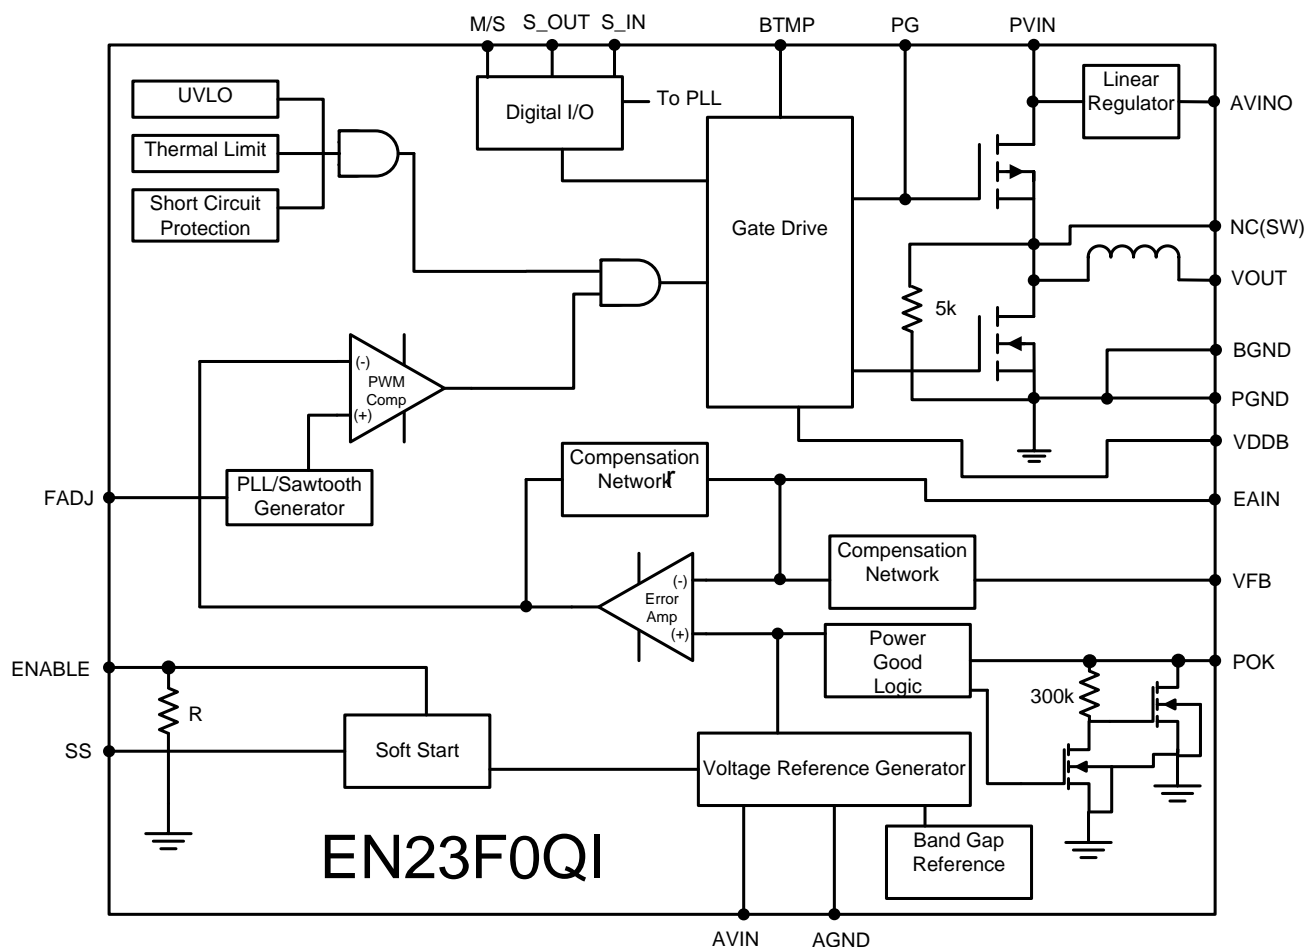 M/S
S_OUT
S_IN
BTMP
PG
PVIN
UVLO
Thermal Limit
Short Circuit
Protection
Digital I/O
To PLL
Linear
Regulator
AVINO
Gate Drive
NC(SW)
VOUT
5k
BGND
PGND
VDDB
(-)
PWM
Comp
(+)
FADJ
PLL/Sawtooth
Generator
Compensation
Network
r
EAIN
Compensation
Network
VFB
(-)
Error
Amp
(+)
Power
Good
Logic
POK
300k
ENABLE
R
SS
Soft Start
Voltage Reference Generator
Band Gap
Reference
EN23F0QI
AVIN
AGND